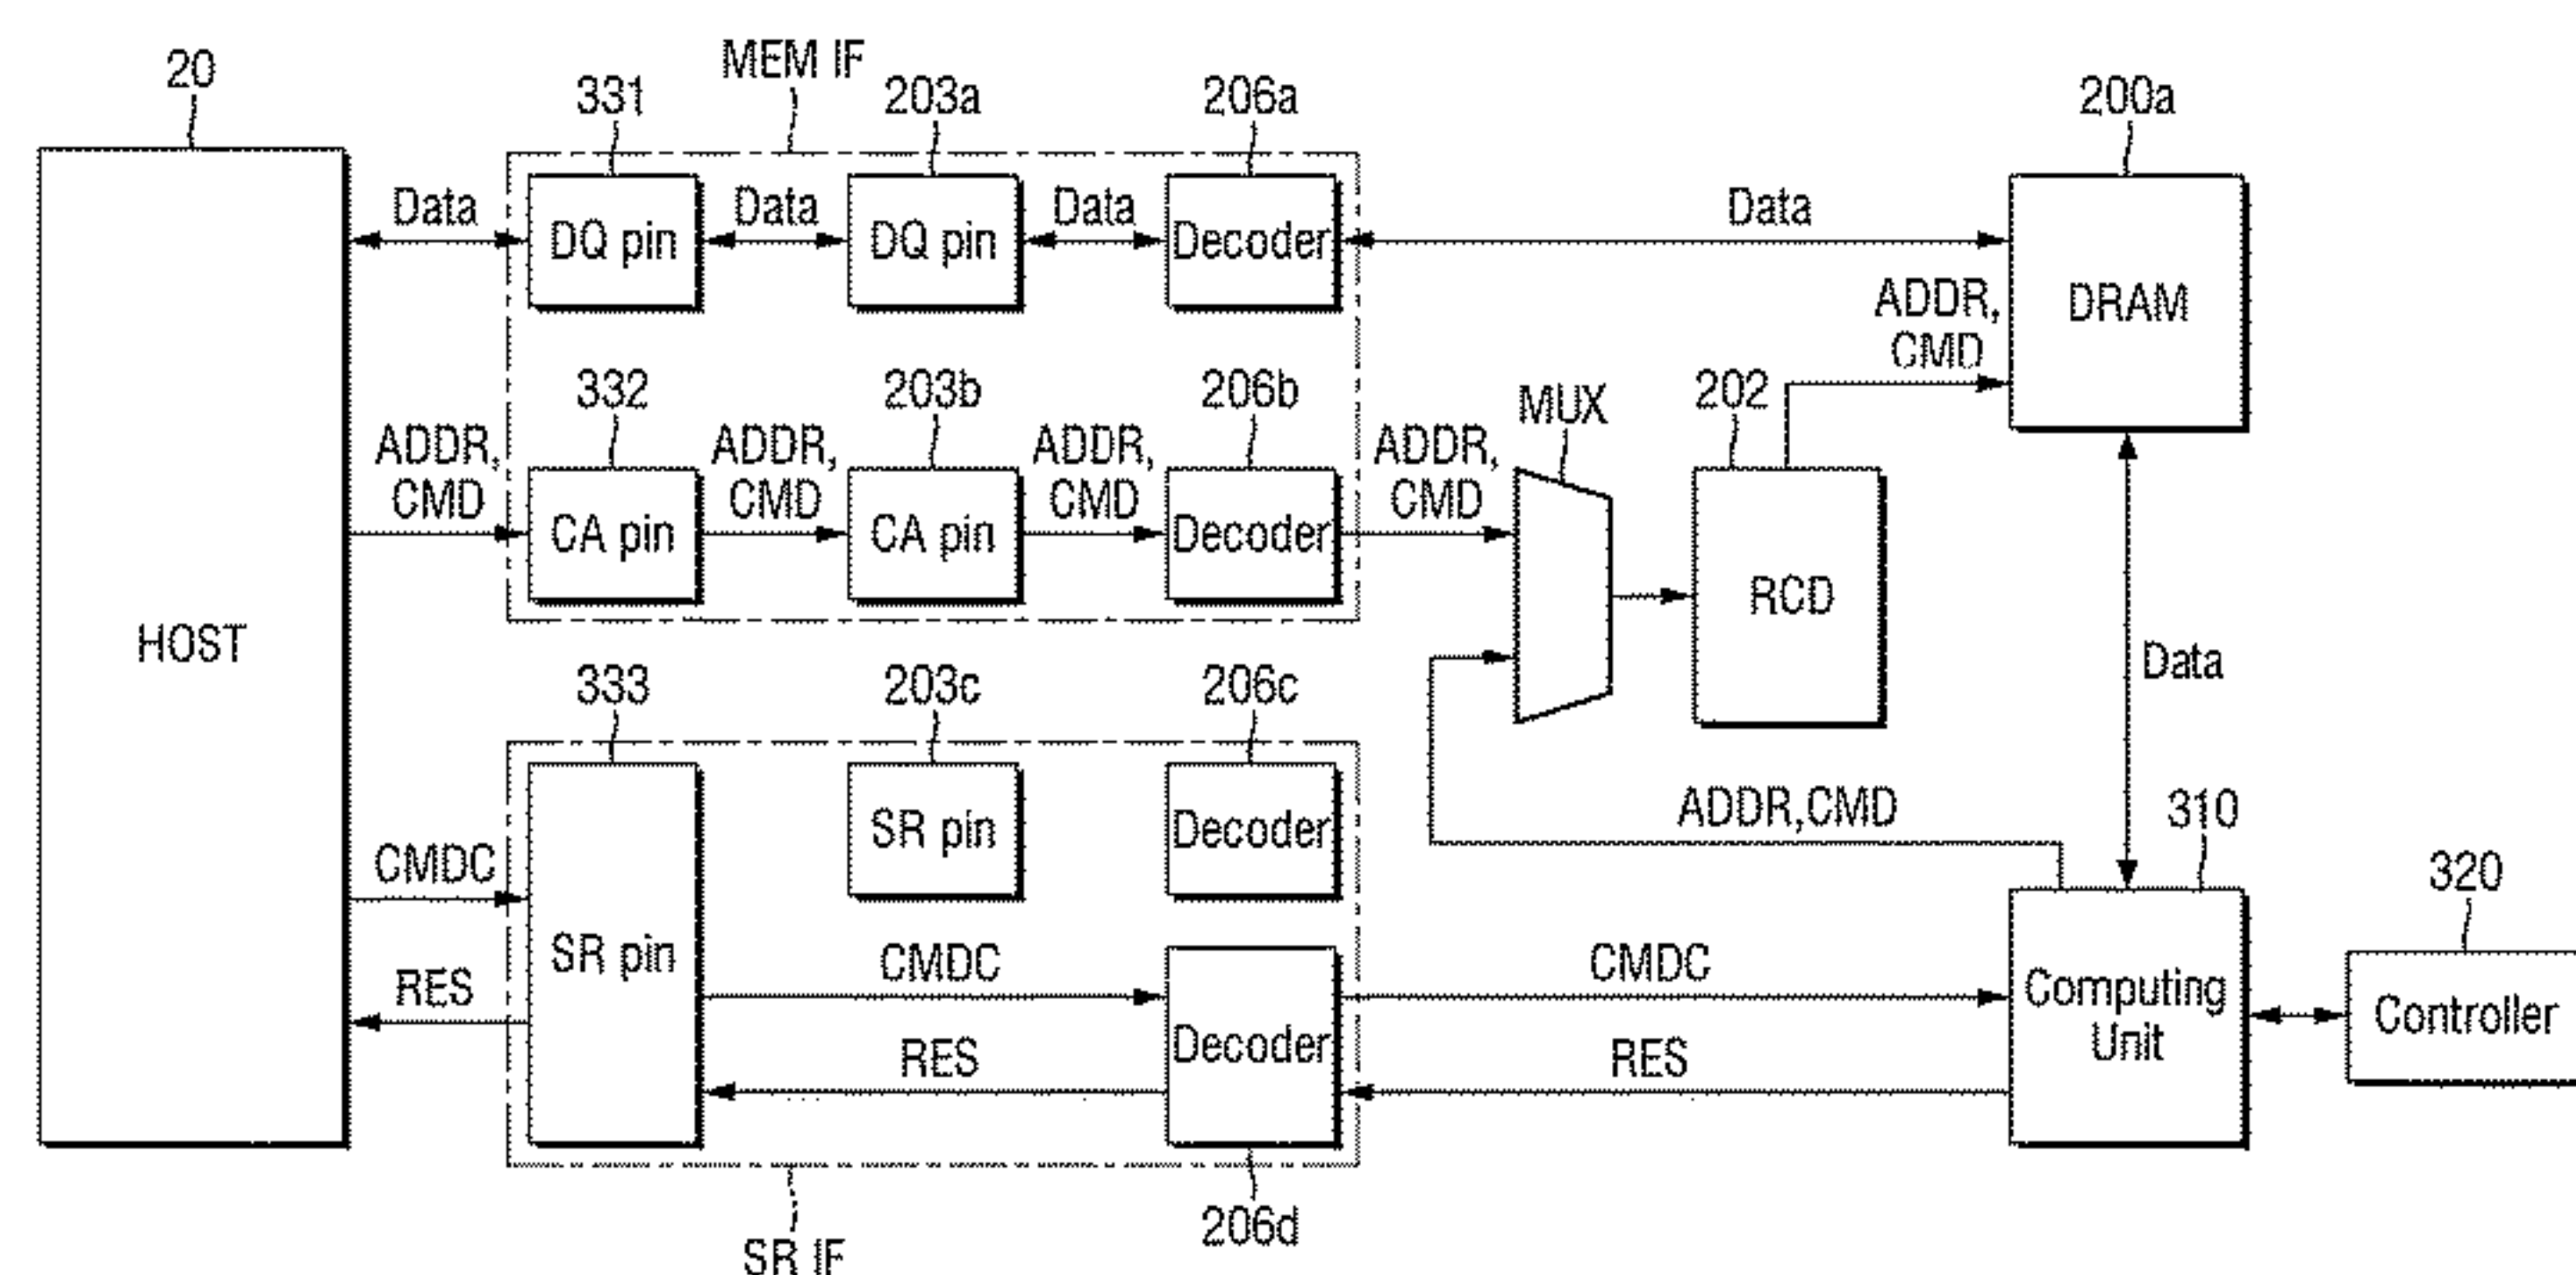 20
MEM IF
331
203a
206a
200a
Data
Data
Data
Data
DQ pin
DQ pin
Decoder
DRAM
ADDR,
CMD
332
203b
206b
MUX
202
ADDR,
CMD
ADDR,
CMD
ADDR,
CMD
ADDR,
CMD
CA pin
CA pin
Decoder
RCD
HOST
Data
333
203c
206c
SR pin
Decoder
ADDR,CMD
310
320
CMDC
SR pin
CMDC
CMDC
RES
Decoder
RES
RES
Computing
Unit
Controller
206d
SR IF